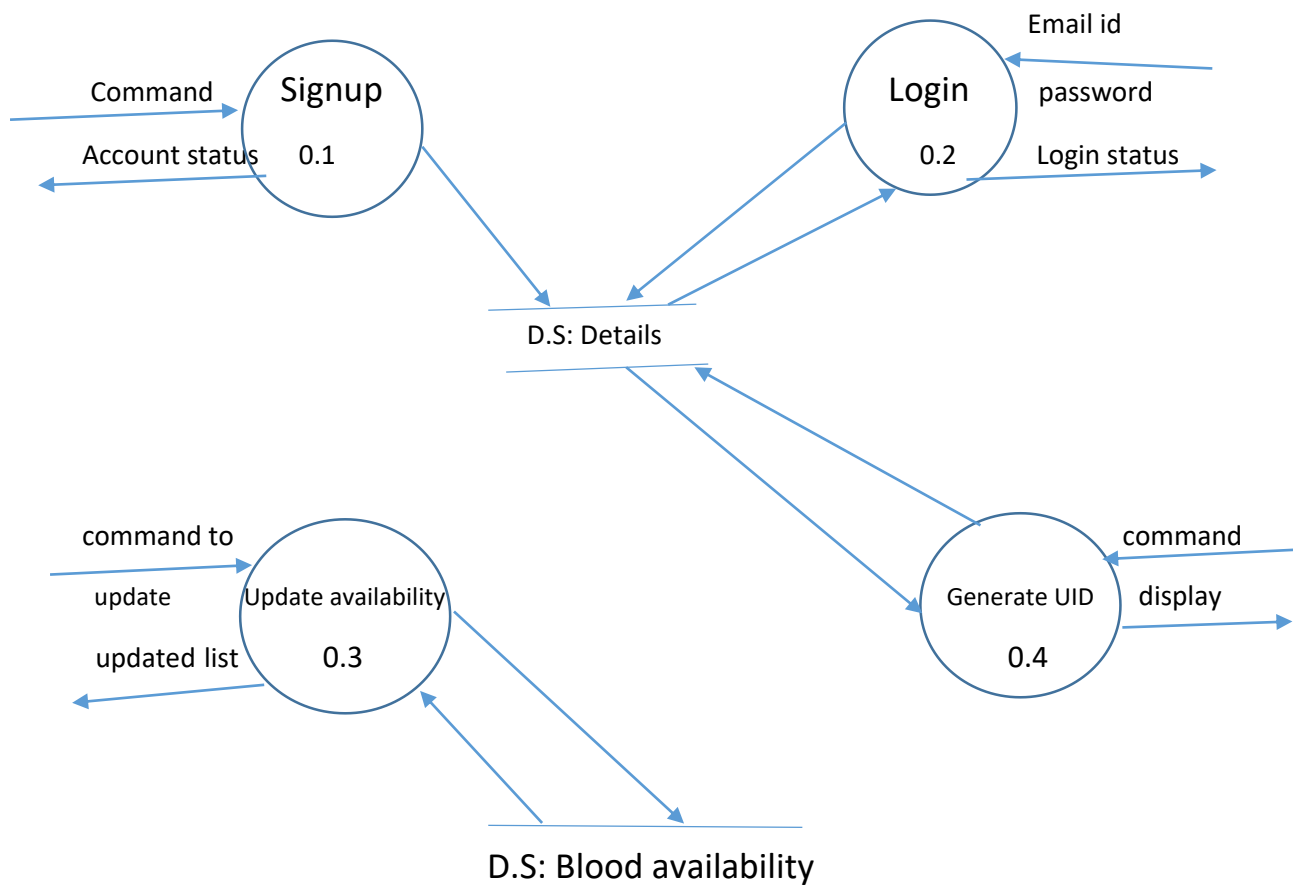 Command
Signup
Account status
0.1
Email id
Login
password
0.2
Login status
D.S: Details
command to
update
Update availability
updated list
0.3
command
Generate UID
display
0.4
D.S: Blood availability